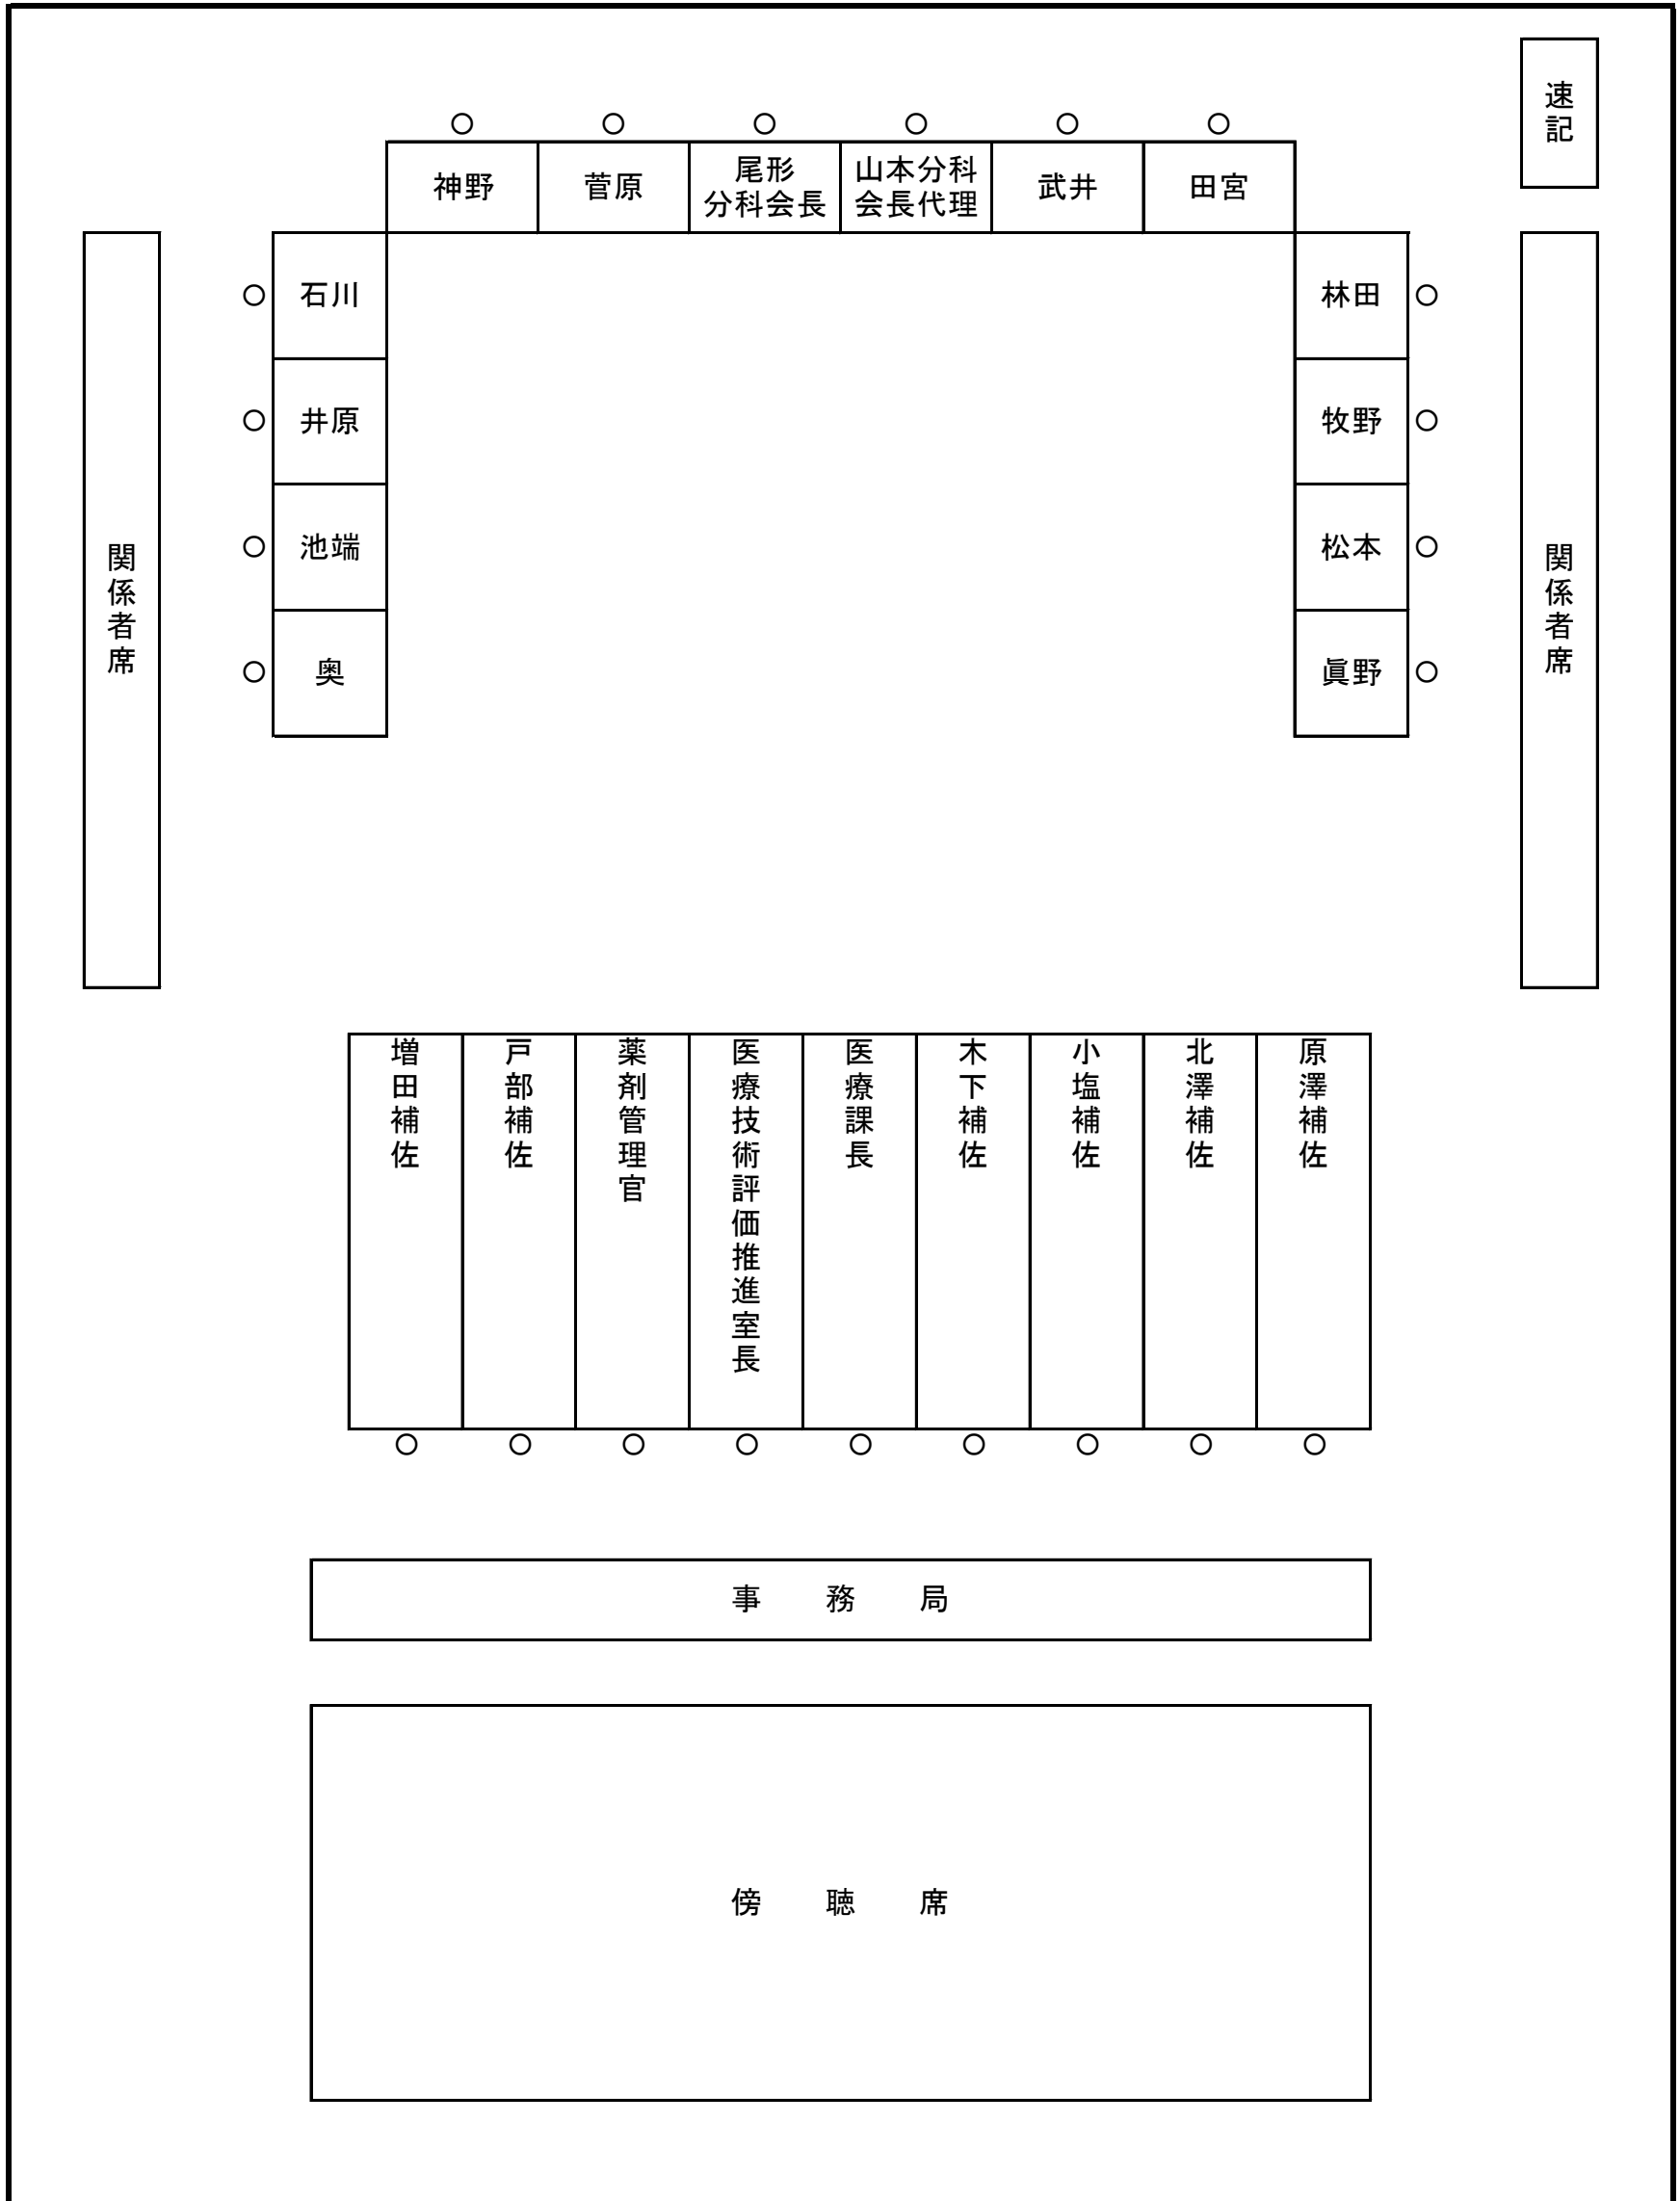 速記
神野
菅原
尾形
分科会長
山本分科
会長代理
武井
田宮
石川
井原
池端
奥
林田
牧野
松本
眞野
関係者席
関係者席
増田補佐
戸部補佐
薬剤管理官
医療技術評価推進室長
医療課長
木下補佐
小塩補佐
北澤補佐
原澤補佐
事　務　局
傍　聴　席